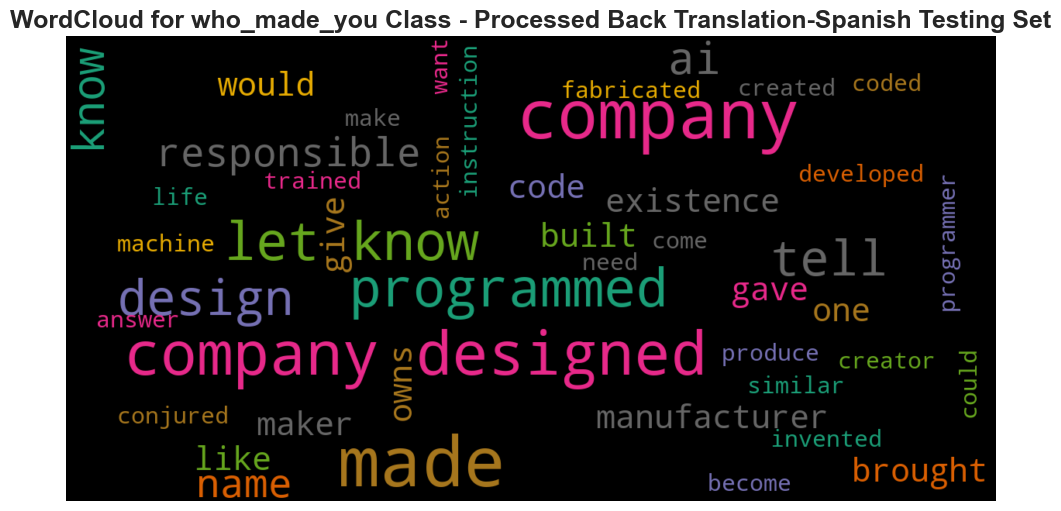 WordCloud for who_made_you Class - Processed Back Translation-Spanish Testing Set
know
would
want
instruction
ai
fabricated
created
coded
company
make
responsible
trained
life
action
code
existence
developed
programmer
machine
let know
give
built
come
need
tell
design
programmed
gave
one
answer
company designed
owns
produce
creator
similar
could
conjured
maker
manufacturer
invented
like
name
made
become
brought